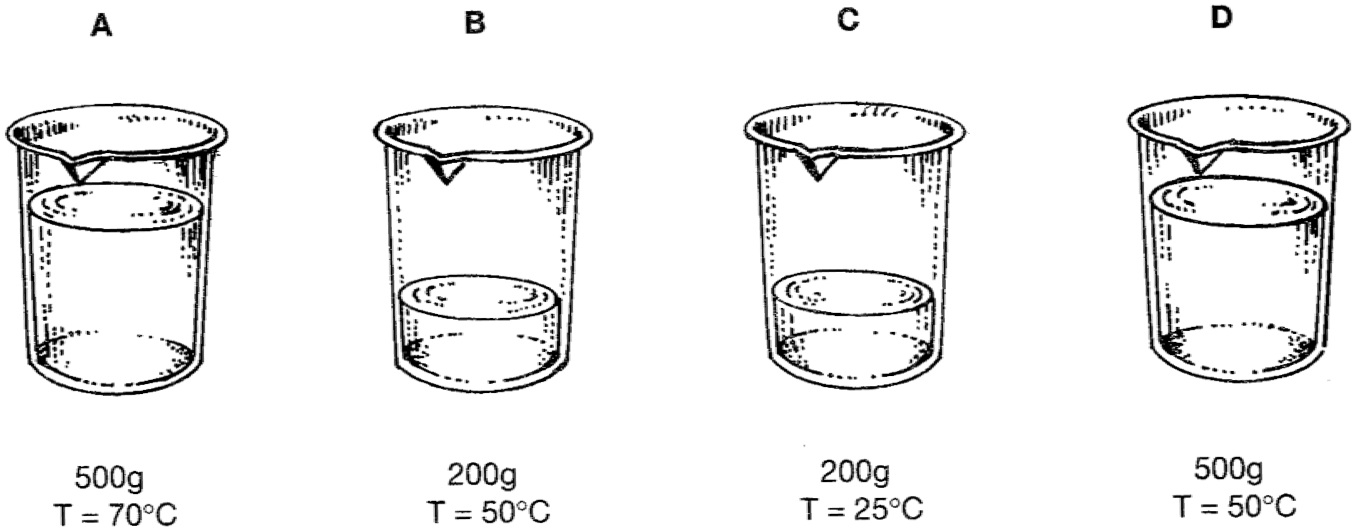 A
B
C
D
500g
T = 70°C
200g
T = 50°C
200g
T = 25°C
500g
T = 50°C